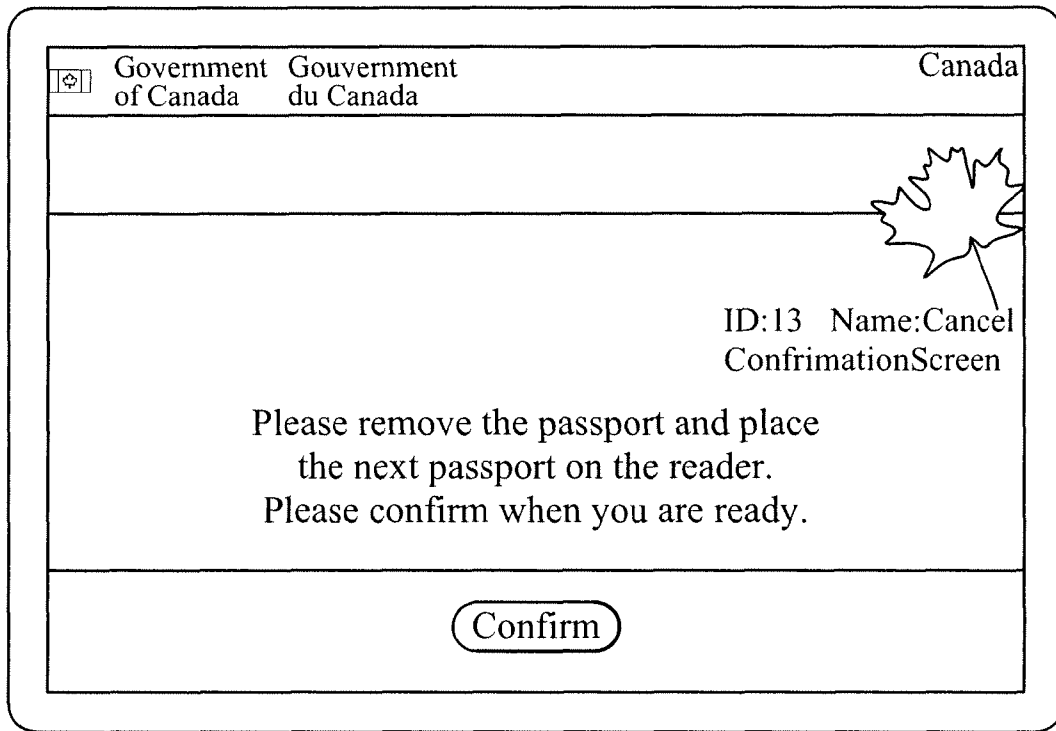 Government Gouvernment Canada
of Canada du Canada
ID:13 Name:Cancel
ConfrimationScreen
Please remove the passport and place
the next passport on the reader.
Please confirm when you are ready.
Confirm